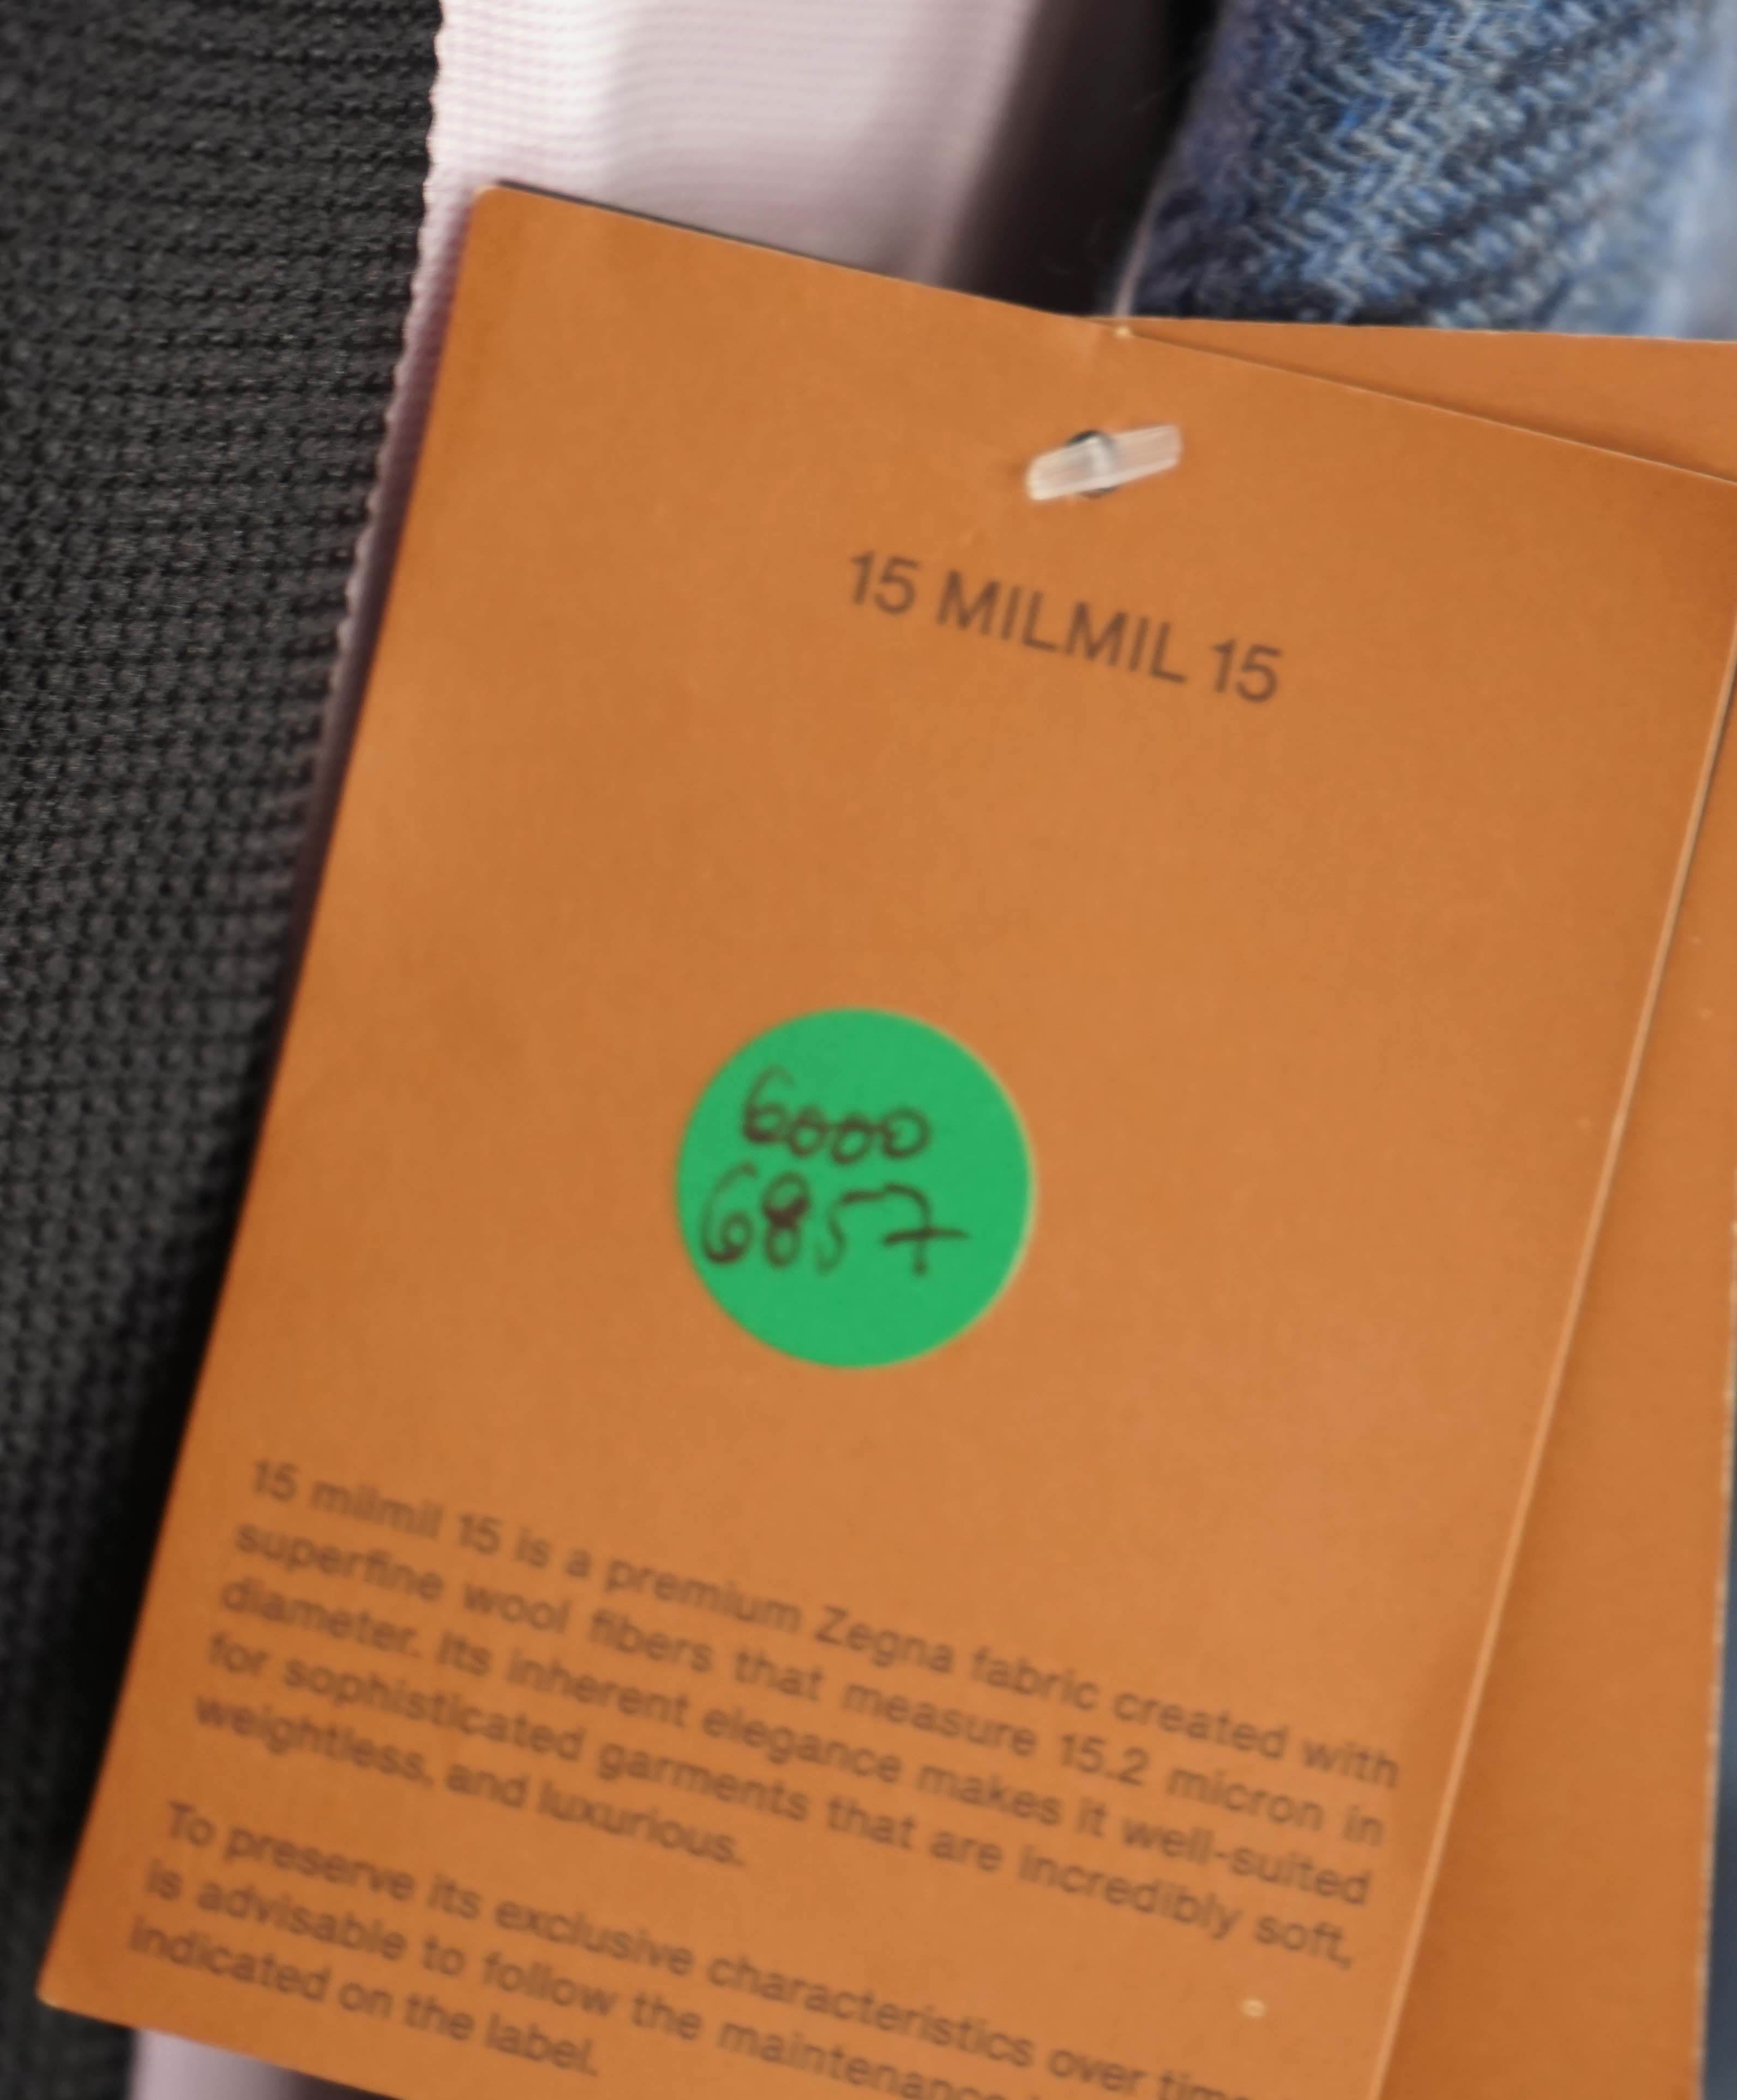 15 MILMIL 15
6000
6857
15 milmil 15 is a premium Zegna fabric created with
superfine wool fibers that measure 15.2 micron in
diameter. Its inherent elegance makes it well-suited
for sophisticated garments that are incredibly soft,
weightless, and luxurious.
To preserve its exclusive characteristics over
is advisable to follow the maintenance
indicated on the label.